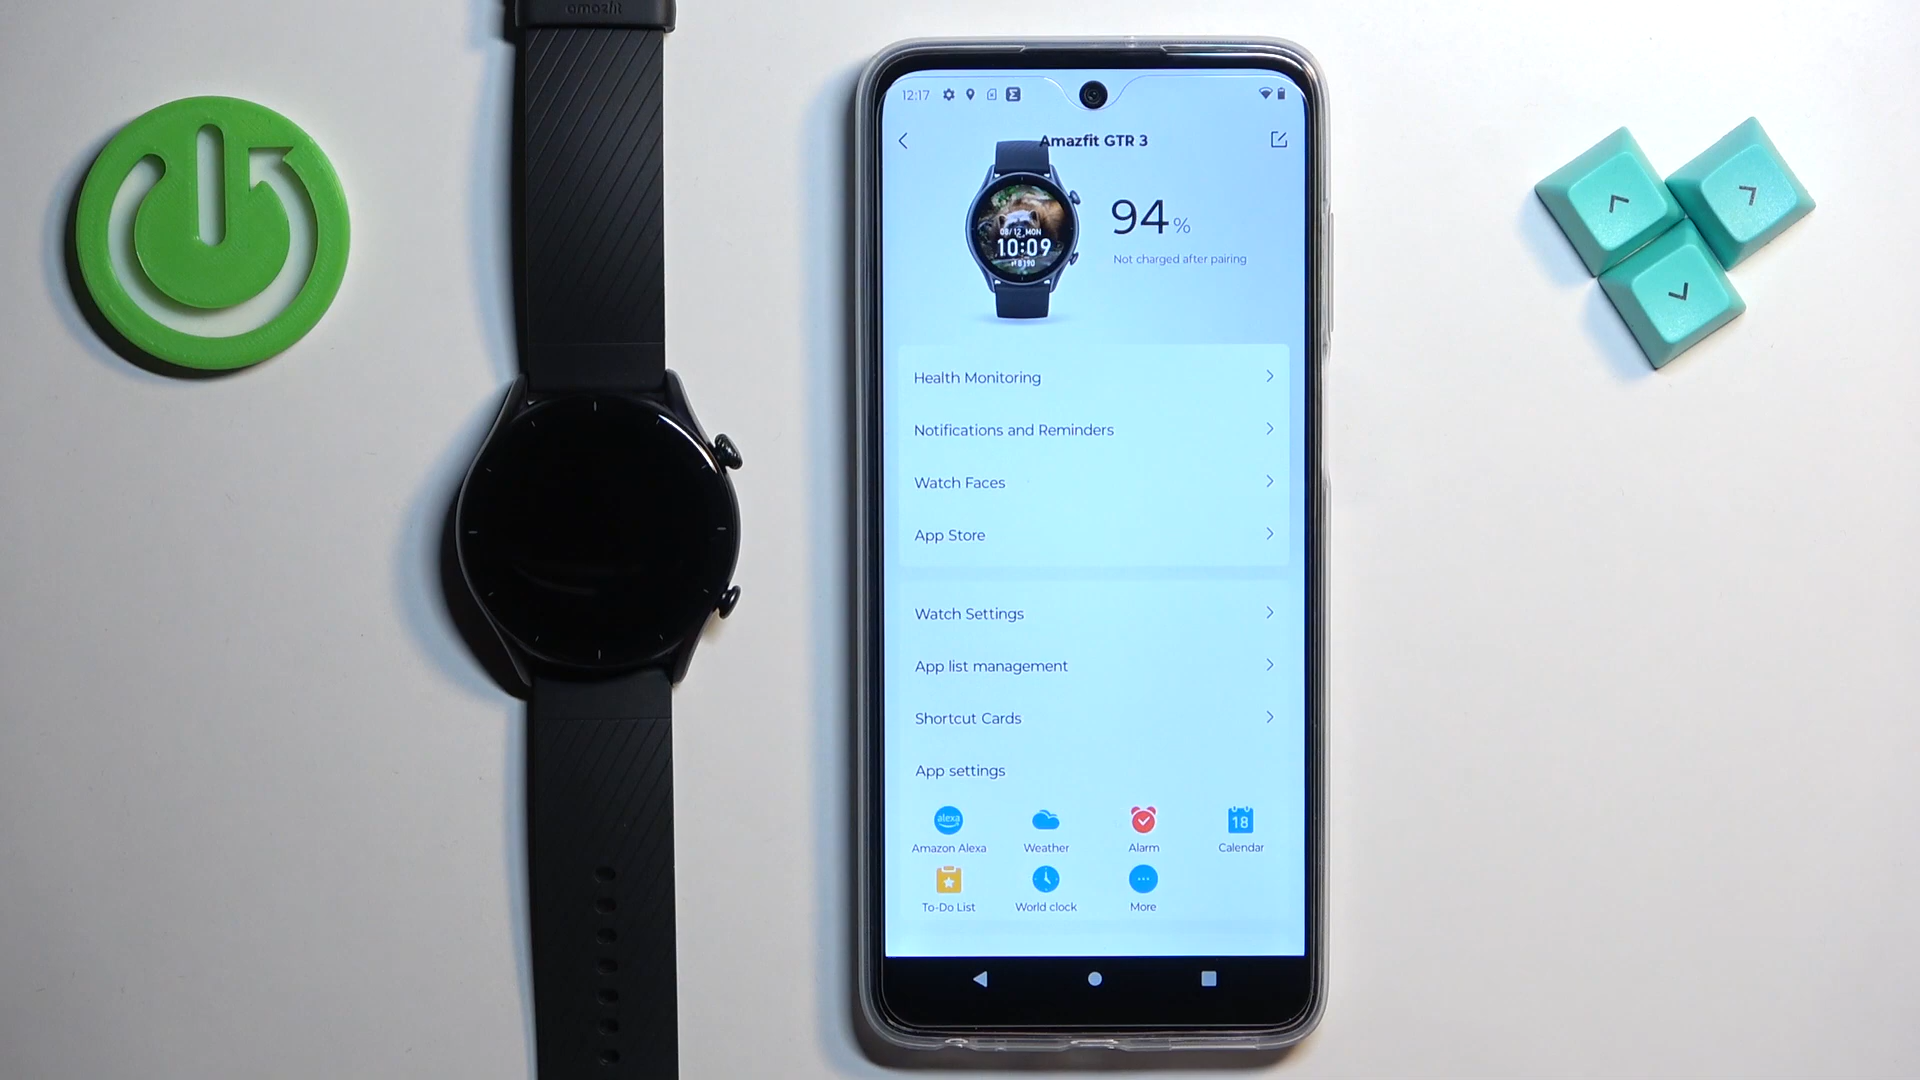 amazfit
12:17
Amazfit GTR 3
94 %
Not charged after pairing
08/12 MON
10:09
Health Monitoring
Notifications and Reminders
Watch Faces
App Store
Watch Settings
App list management
Shortcut Cards
App settings
alexa
18
Amazon Alexa
Weather
Alarm
Calendar
To-Do List
World clock
More